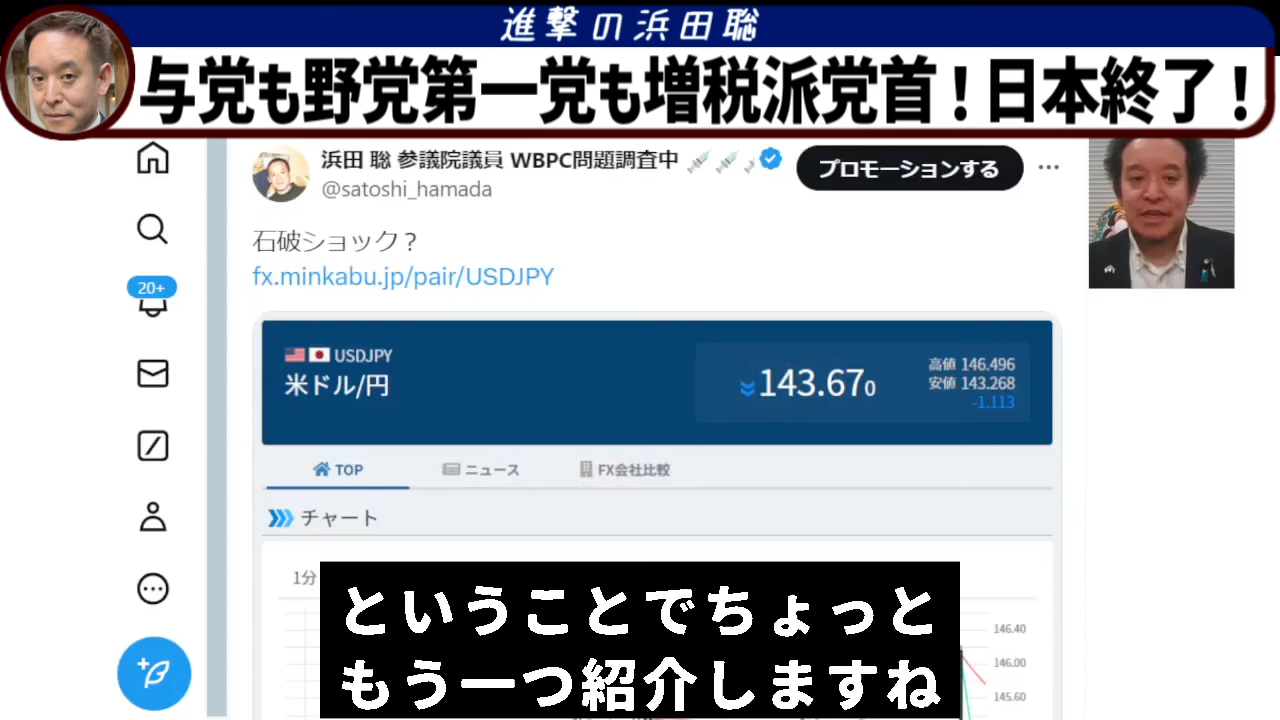 進撃の浜田聡
与党も野党第一党も増税派党首！日本終了！
浜田 聡 参議院議員 WBPC問題調査中
プロモーションする
@satoshi_hamada
石破ショック？
fx.minkabu.jp/pair/USDJPY
20+
USDJPY
米ドル/円
143.670
高値 146.496
安値 143.268
-1.113
TOP
ニュース
FX会社比較
チャート
1分
146.40
146.00
145.60
ということでちょっと
もう一つ紹介しますね